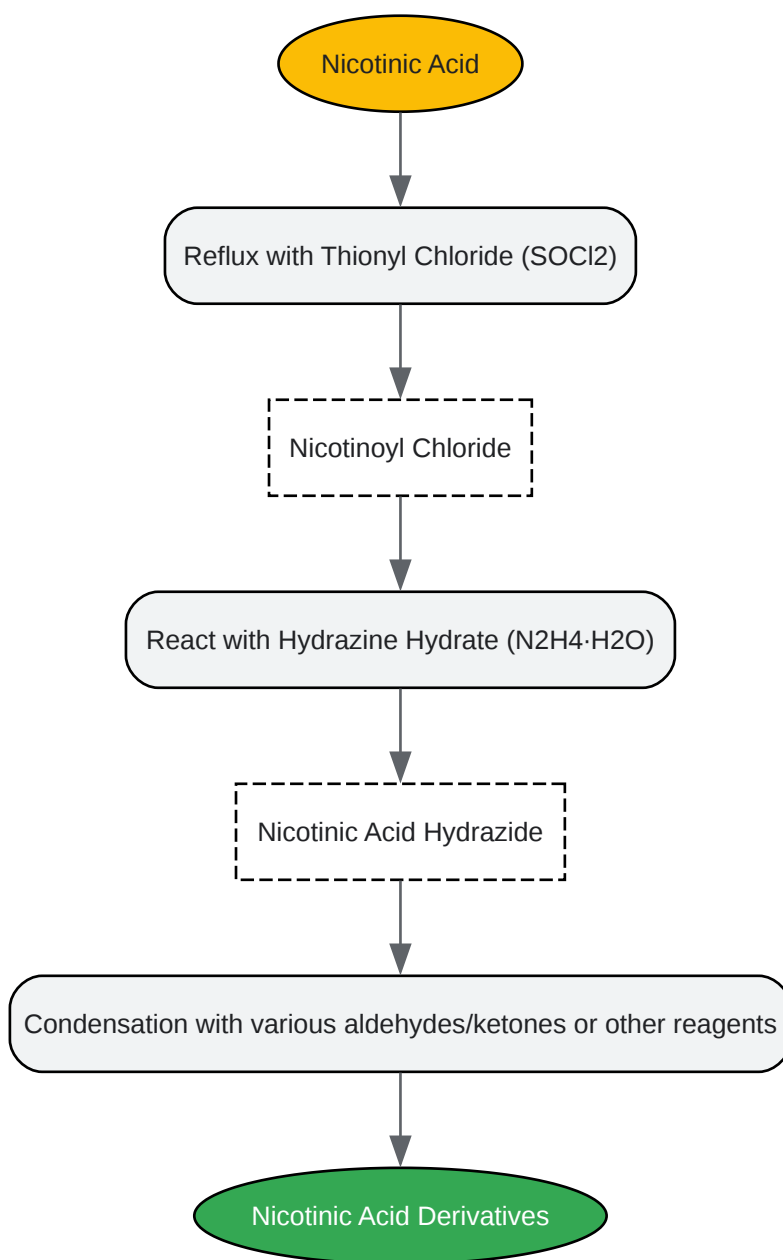 Nicotinic Acid
Reflux with Thionyl Chloride (SOCl2)
Nicotinoyl Chloride
React with Hydrazine Hydrate (N2H4·H2O)
Nicotinic Acid Hydrazide
Condensation with various aldehydes/ketones or other reagents
Nicotinic Acid Derivatives